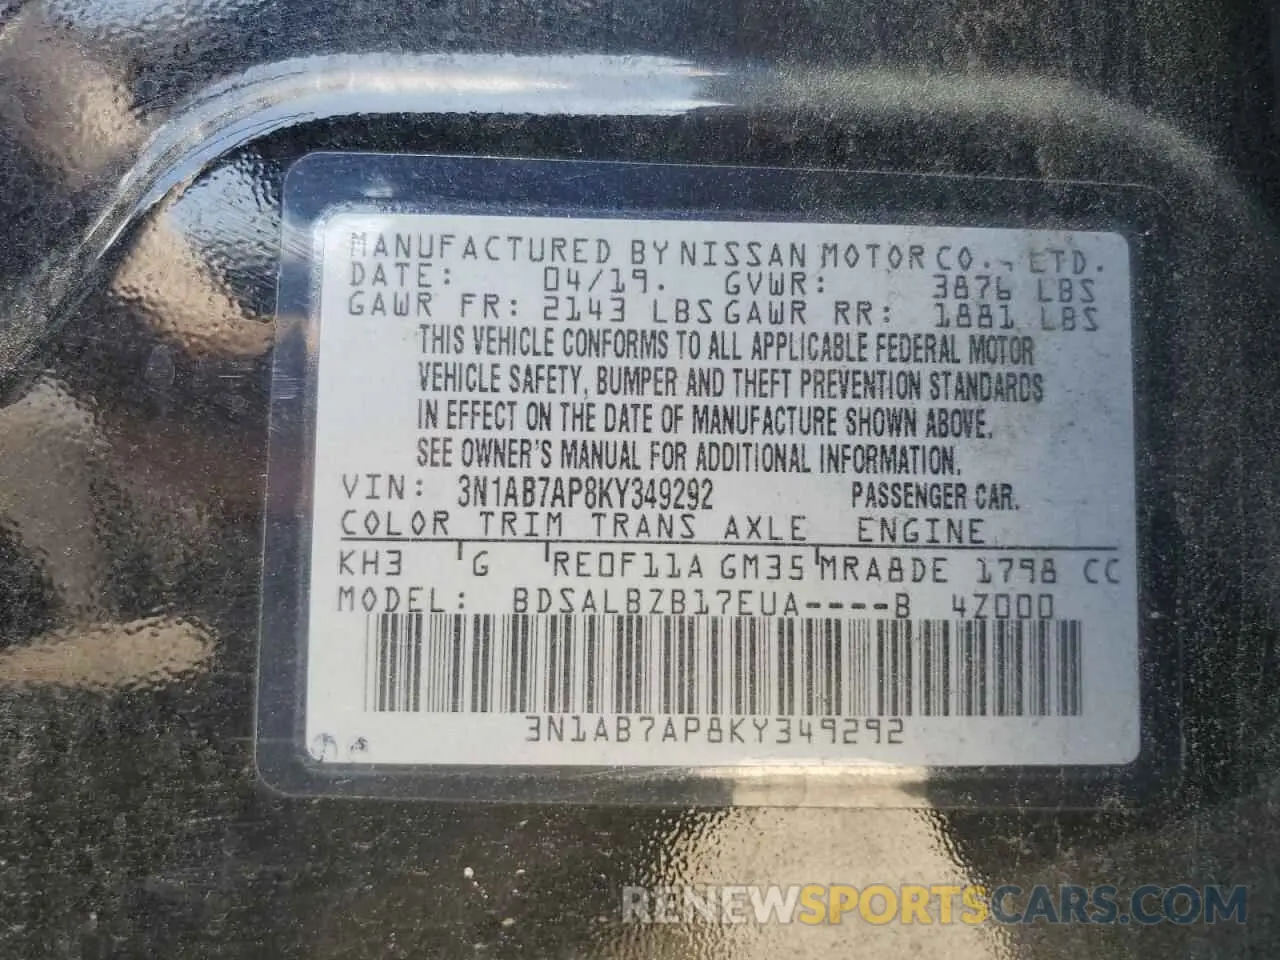 MANUFACTURED BY NISSAN MOTOR CO., LTD.
DATE: 04/19. GVWR: 3876 LBS
GAWR FR: 2143 LBS GAWR RR: 1881 LBS
THIS VEHICLE CONFORMS TO ALL APPLICABLE FEDERAL MOTOR
VEHICLE SAFETY, BUMPER AND THEFT PREVENTION STANDARDS
IN EFFECT ON THE DATE OF MANUFACTURE SHOWN ABOVE.
SEE OWNER'S MANUAL FOR ADDITIONAL INFORMATION.
VIN: 3N1AB7AP8KY349292 PASSENGER CAR.
COLOR TRIM TRANS AXLE ENGINE
KH3 G RE0F11A GM35 MRA8DE 1798 CC
MODEL: BDSALBZB17EUA----B 4Z000
3N1AB7AP8KY349292
RENEWSPORTSCARS.COM